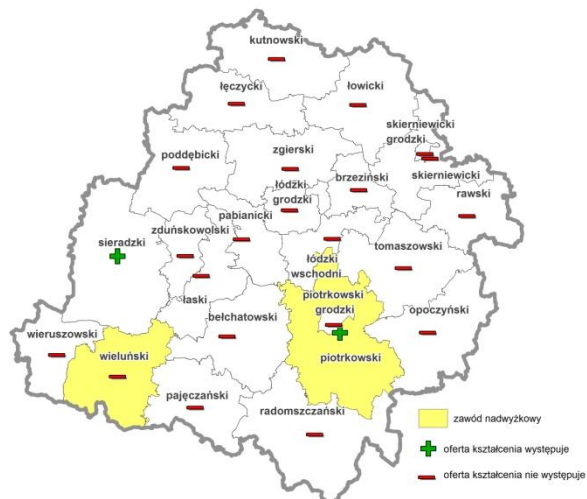 kutnowski
łęczycki
łowicki
skierniewicki
grodzki
poddębicki
zgierski
brzeziński
skierniewicki
łódzki
grodzki
rawski
pabianicki
zduńskowolski
sieradzki
tomaszowski
łódzki
wschodni
łaski
piotrkowski
grodzki
bełchatowski
opoczyński
wieruszowski
wieluński
piotrkowski
pajęczański
radomszczański
zawód nadwyżkowy
oferta kształcenia występuje
oferta kształcenia nie występuje